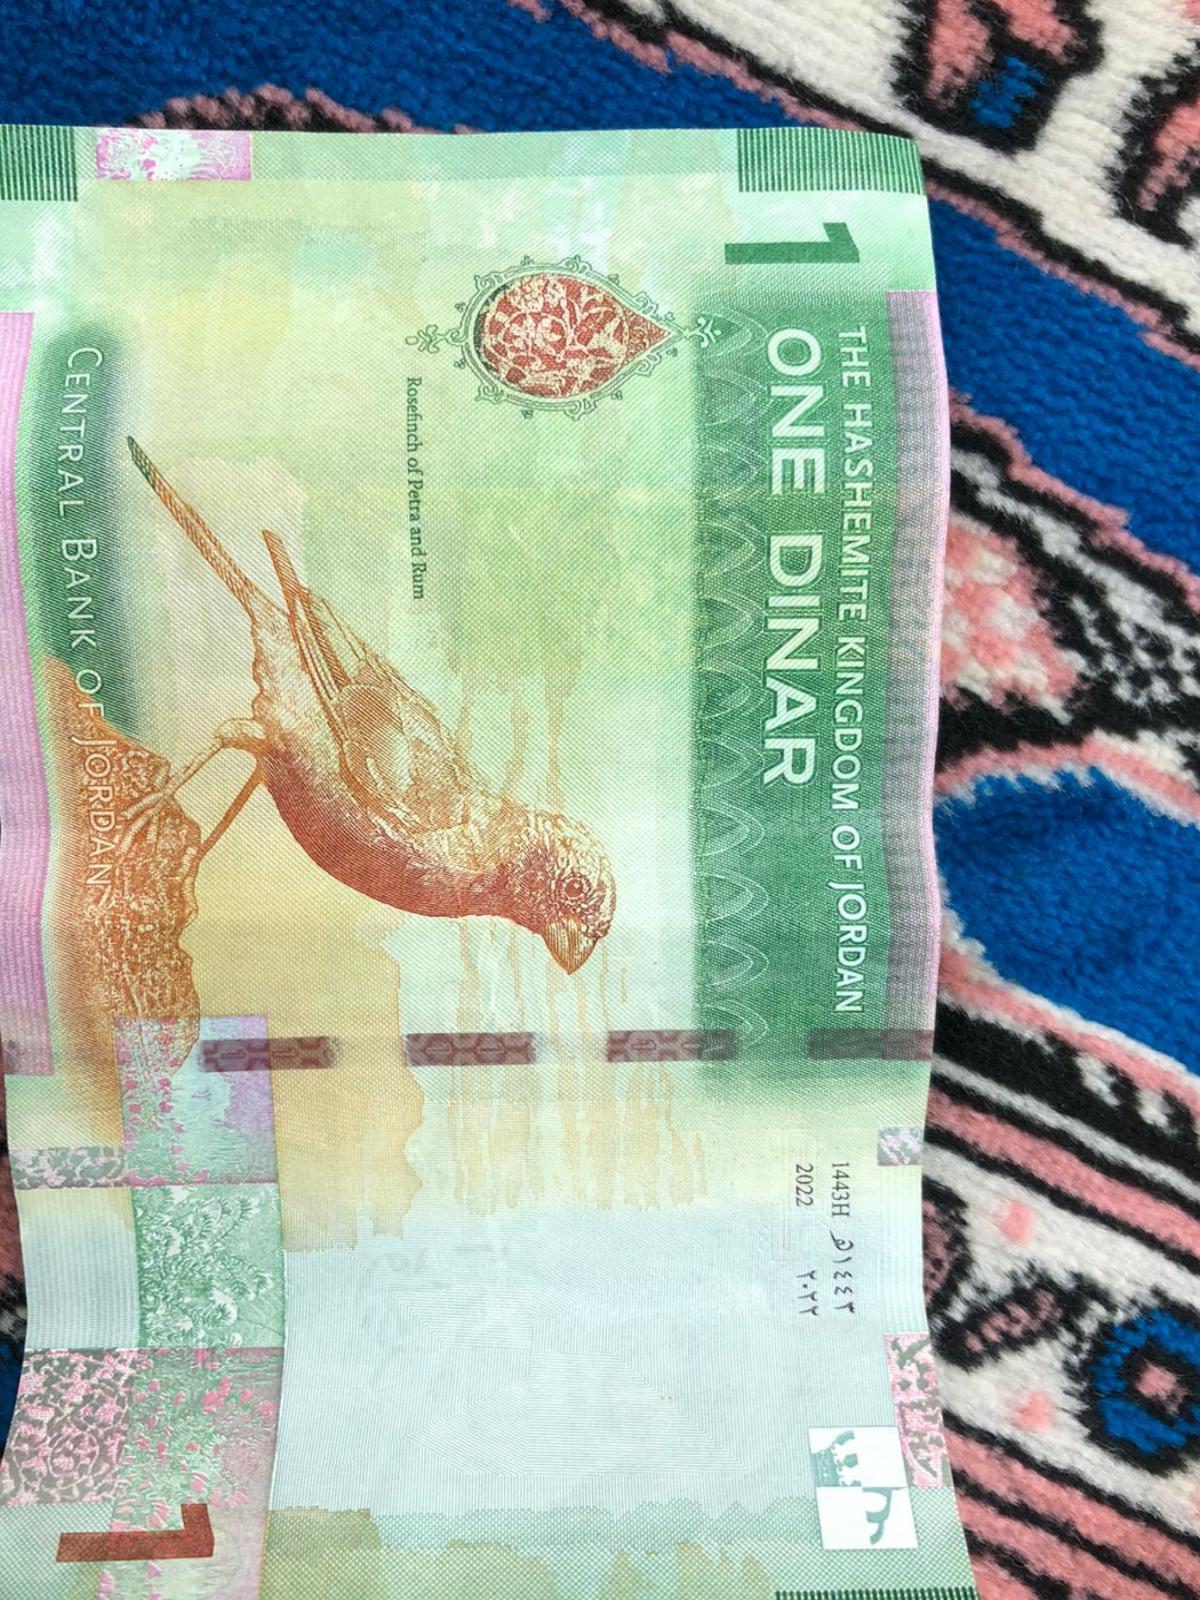 1
THE HASHEMITE KINGDOM OF JORDAN
ONE DINAR
1443H ١٤٤٣هـ
2022 ٢٠٢٢
Rosefinch of Petra and Rum
CENTRAL BANK OF JORDAN
1